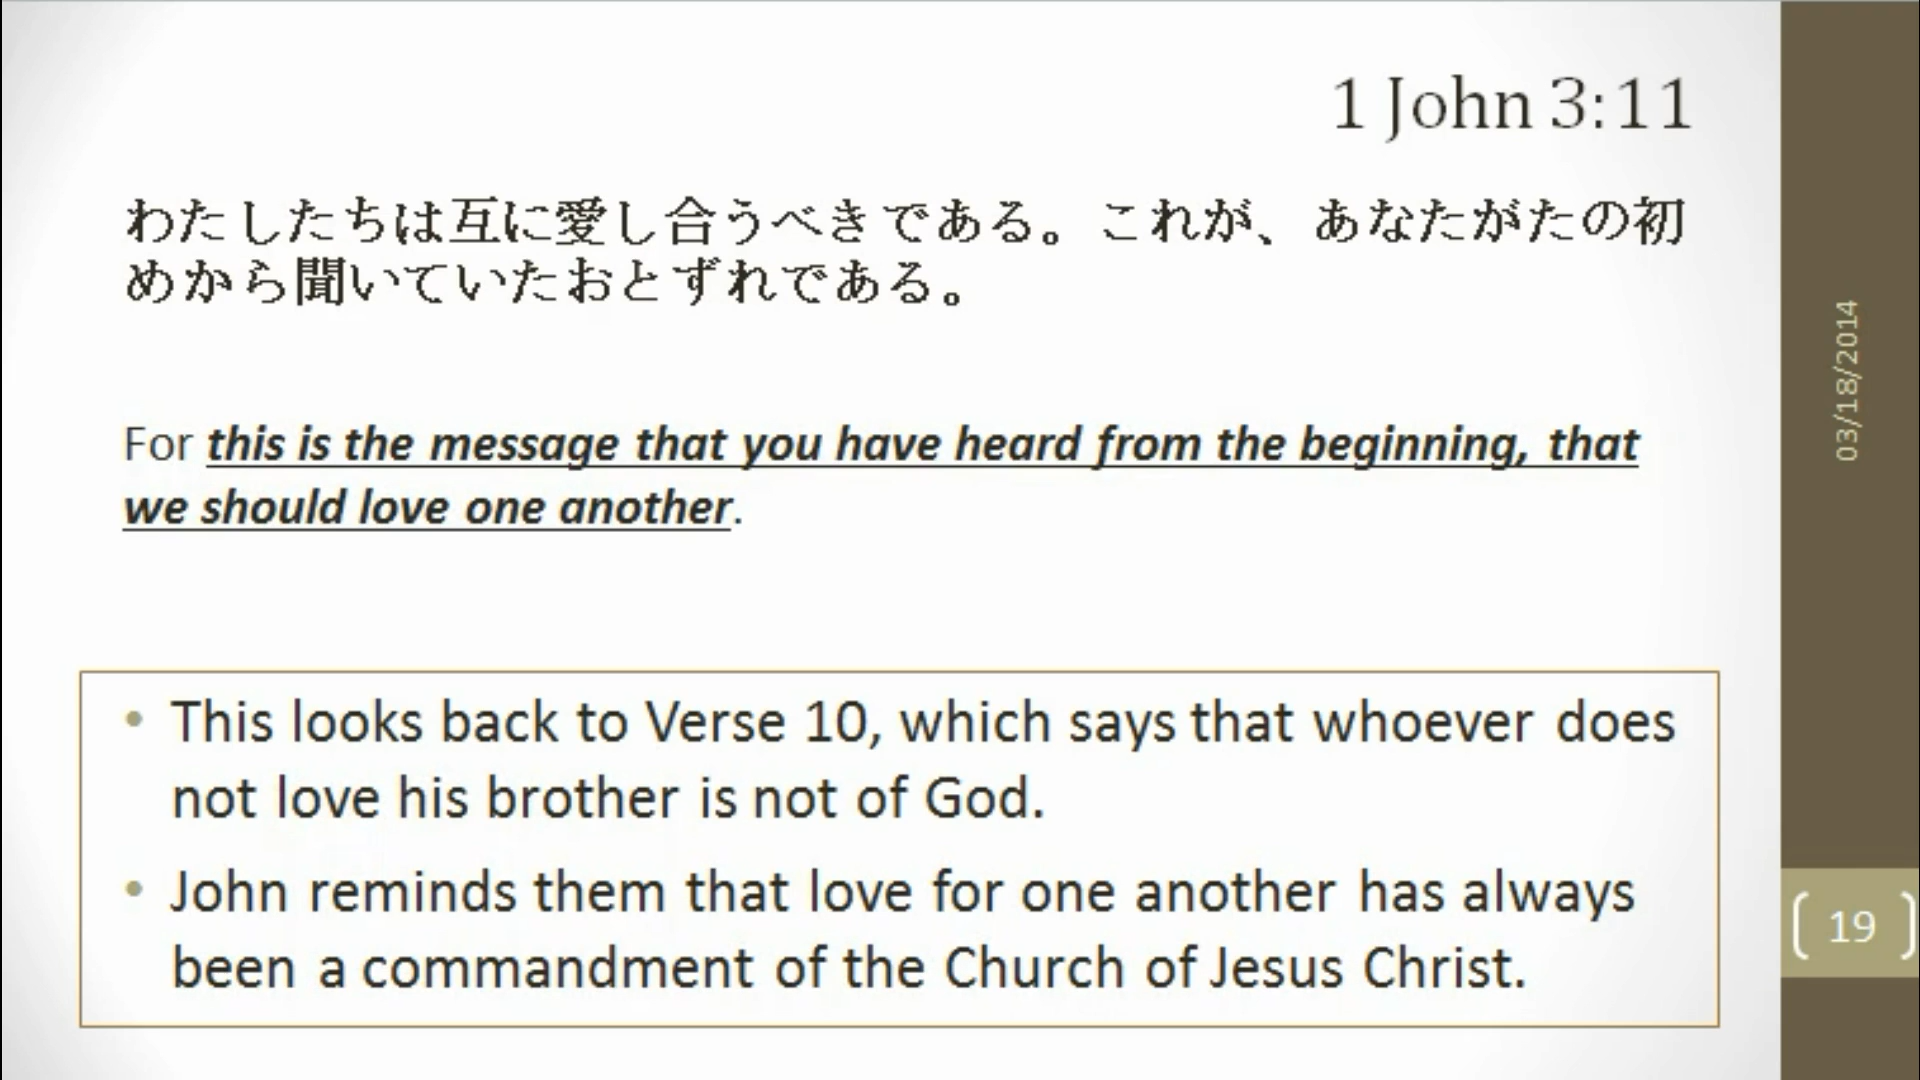 1 John 3:11
わたしたちは互に愛し合うべきである。これが、あなたがたの初
めから聞いていたおとずれである。
For this is the message that you have heard from the beginning, that
we should love one another.
• This looks back to Verse 10, which says that whoever does
not love his brother is not of God.
• John reminds them that love for one another has always
been a commandment of the Church of Jesus Christ.
03/18/2014
19